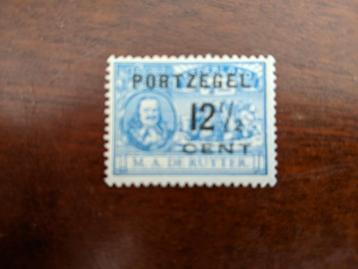 PORTZEGEL
12½
CENT
M. A. DE RUYTER